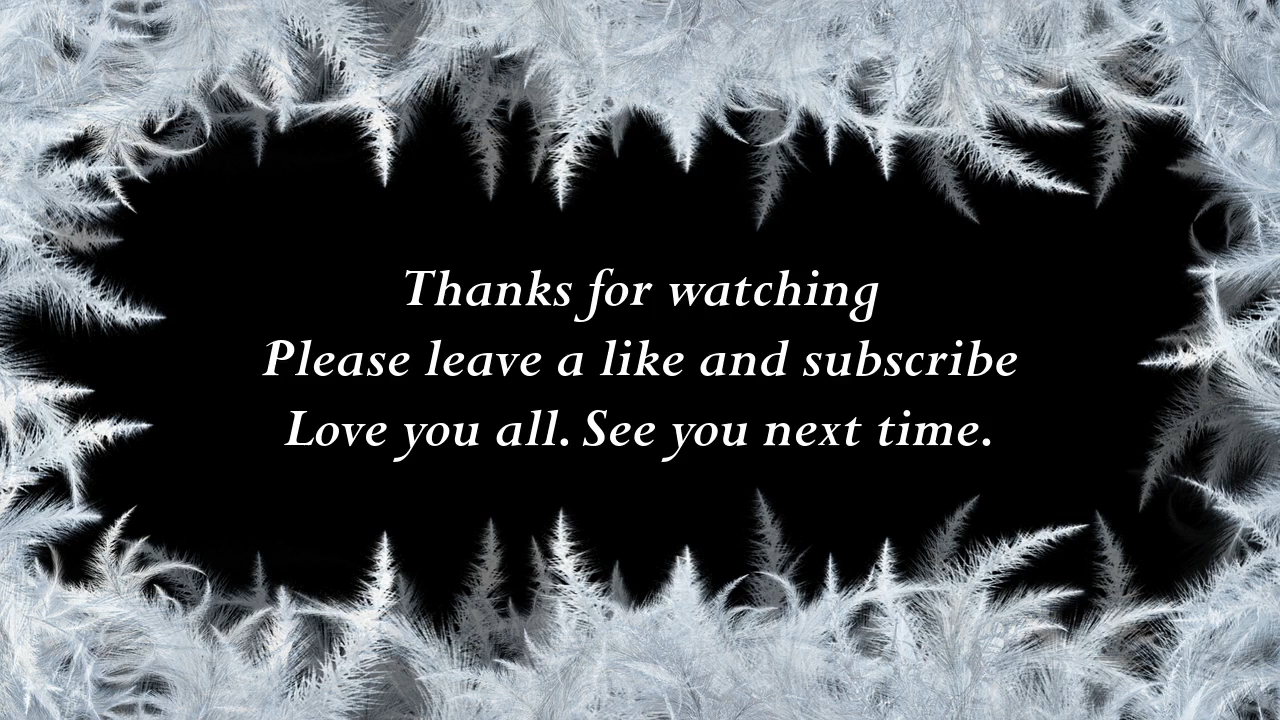 Thanks for watching
Please leave a like and subscribe
Love you all. See you next time.